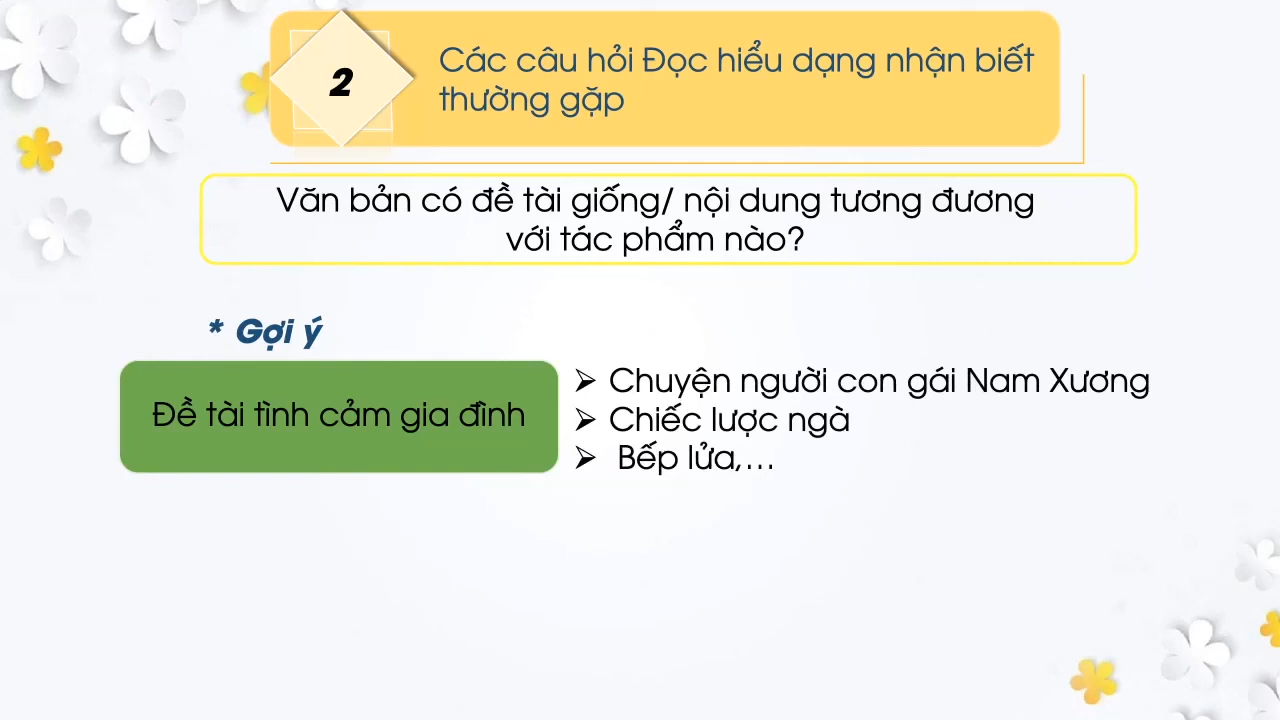 2
Các câu hỏi Đọc hiểu dạng nhận biết
thường gặp
Văn bản có đề tài giống/ nội dung tương đương
với tác phẩm nào?
* Gợi ý
Đề tài tình cảm gia đình
➢ Chuyện người con gái Nam Xương
➢ Chiếc lược ngà
➢ Bếp lửa,…